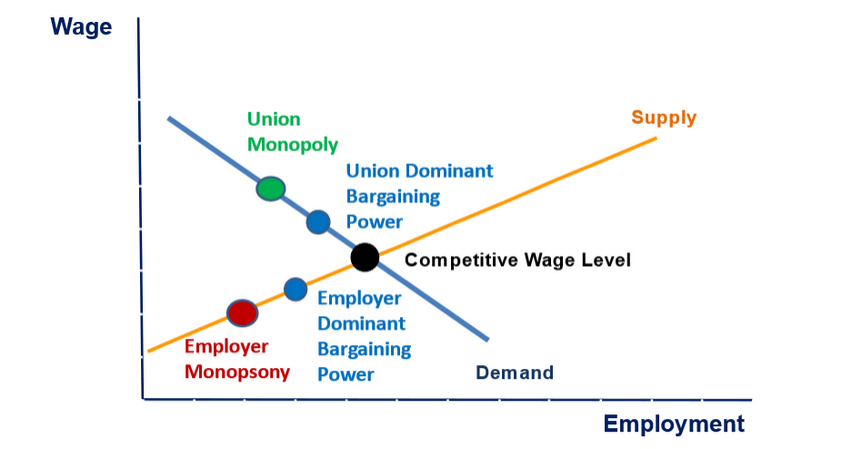 Wage
Union
Monopoly
Supply
Union Dominant
Bargaining
Power
Competitive Wage Level
Employer
Dominant
Bargaining
Power
Employer
Monopsony
Demand
Employment